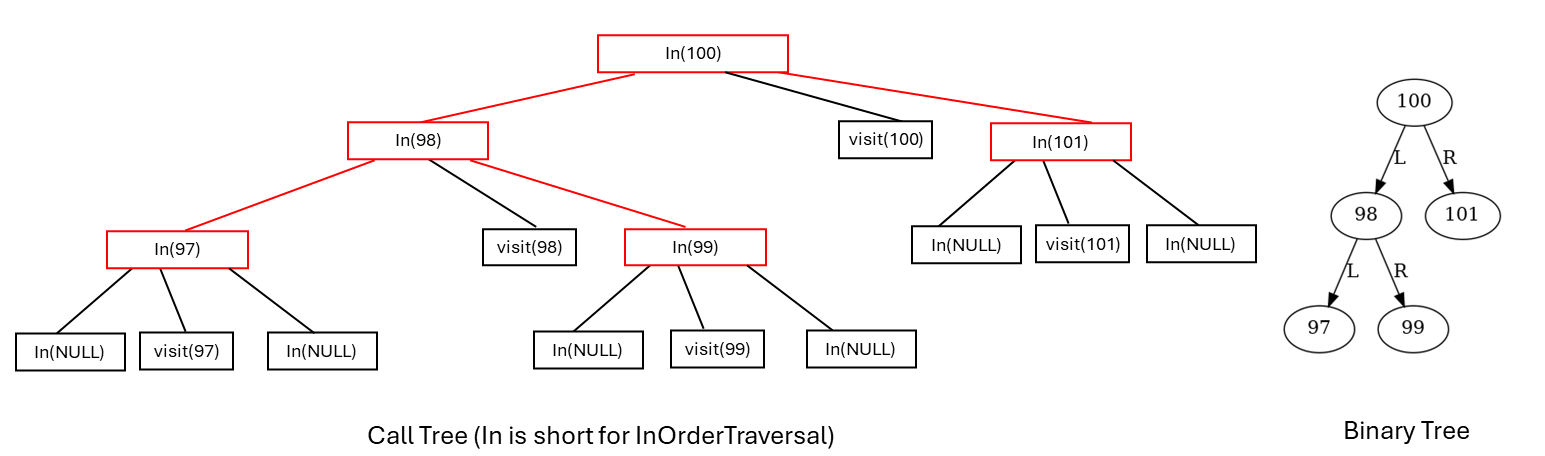 In(100)
100
In(98)
visit(100)
In(101)
L
R
98
101
In(97)
visit(98)
In(99)
In(NULL)
visit(101)
In(NULL)
L
R
97
99
In(NULL)
visit(97)
In(NULL)
In(NULL)
visit(99)
In(NULL)
Call Tree (In is short for InOrderTraversal)
Binary Tree